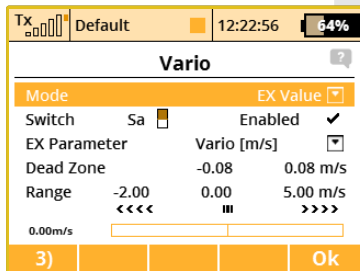 Tx Default 12:22:56 64%
Vario ?
Mode EX Value
Switch Sa Enabled ✔
EX Parameter Vario [m/s]
Dead Zone -0.08 0.08 m/s
Range -2.00 0.00 5.00 m/s
<<<< III >>>>
0.00m/s
3) Ok